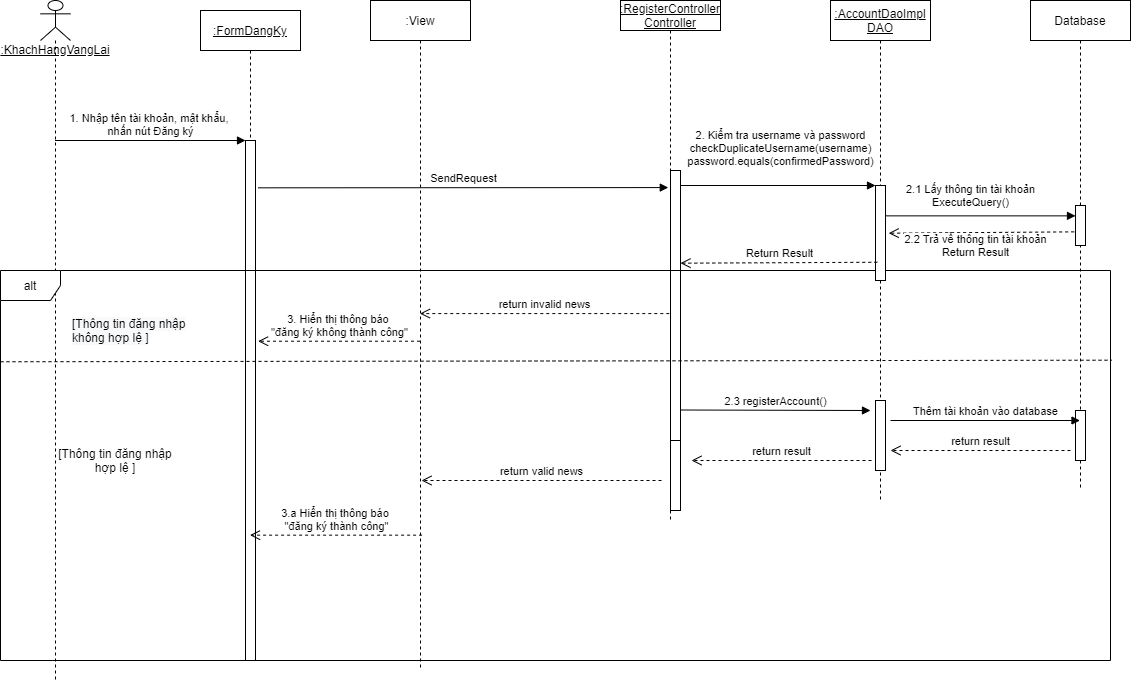 :KhachHangVangLai
:FormDangKy
:View
:RegisterController
Controller
:AccountDaoImpl
DAO
Database
1. Nhập tên tài khoản, mật khẩu,
nhấn nút Đăng ký
2. Kiểm tra username và password
checkDuplicateUsername(username)
password.equals(confirmedPassword)
SendRequest
2.1 Lấy thông tin tài khoản
ExecuteQuery()
2.2 Trả về thông tin tài khoản
Return Result
Return Result
alt
return invalid news
[Thông tin đăng nhập
không hợp lệ ]
3. Hiển thị thông báo
"đăng ký không thành công"
2.3 registerAccount()
Thêm tài khoản vào database
return result
return result
[Thông tin đăng nhập
hợp lệ ]
return valid news
3.a Hiển thị thông báo
"đăng ký thành công"